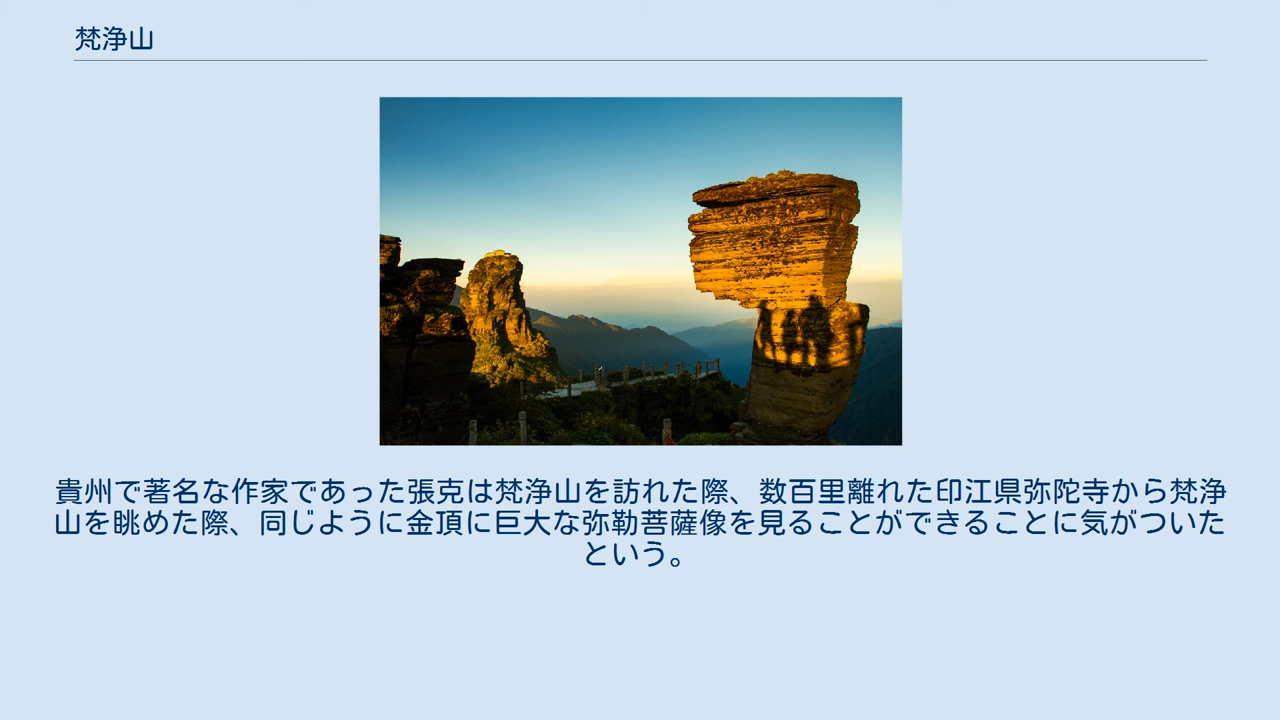 梵浄山
貴州で著名な作家であった張克は梵浄山を訪れた際、数百里離れた印江県弥陀寺から梵浄
山を眺めた際、同じように金頂に巨大な弥勒菩薩像を見ることができることに気がついた
という。